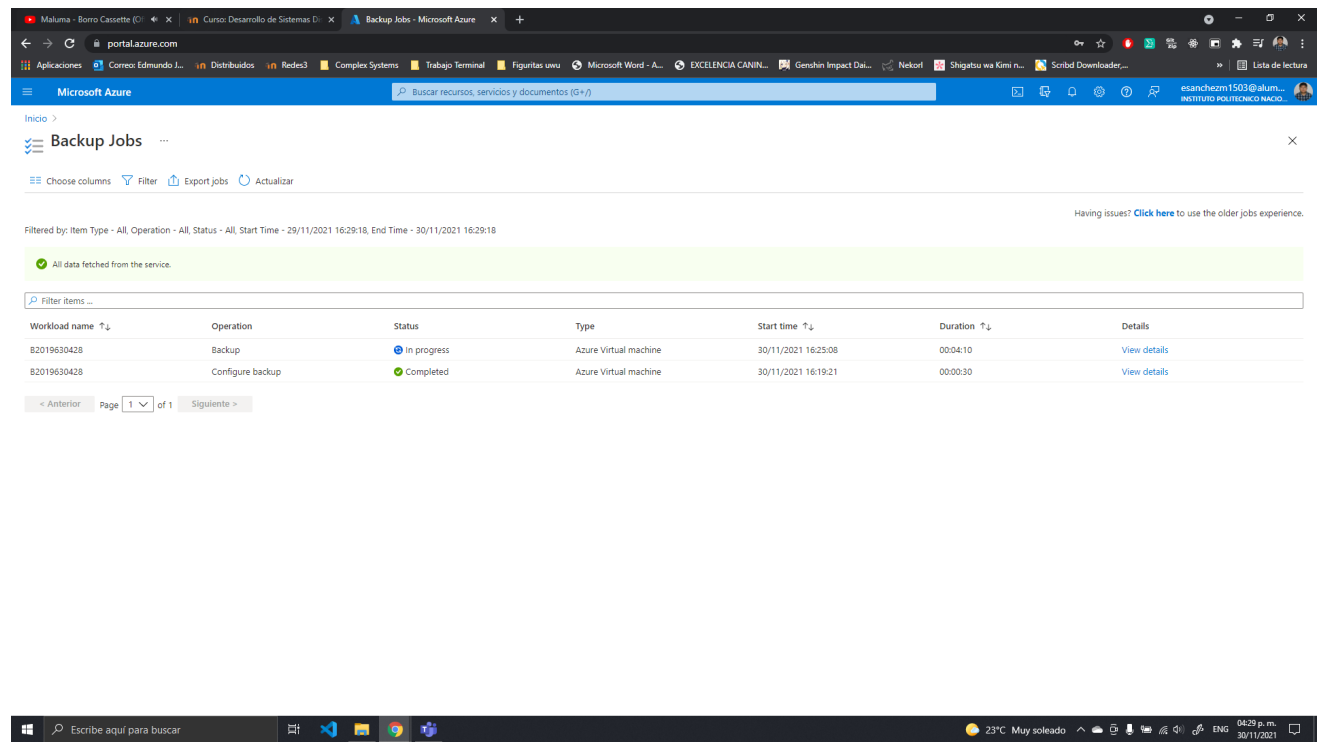 Maluma - Borro Cassette (Of
Curso: Desarrollo de Sistemas Di
Backup Jobs - Microsoft Azure
portal.azure.com
Aplicaciones Correo: Edmundo J... Distribuidos Redes3 Complex Systems Trabajo Terminal Figuritas uwu Microsoft Word - A... EXCELENCIA CANIN... Genshin Impact Dai... Nekorl Shigatsu wa Kimi n... Scribd Downloader,... » Lista de lectura
Microsoft Azure
Buscar recursos, servicios y documentos (G+/)
esanchezm1503@alum...
INSTITUTO POLITECNICO NACIO...
Inicio >
Backup Jobs ...
Choose columns Filter Export jobs Actualizar
Having issues? Click here to use the older jobs experience.
Filtered by: Item Type - All, Operation - All, Status - All, Start Time - 29/11/2021 16:29:18, End Time - 30/11/2021 16:29:18
All data fetched from the service.
Filter items ...
Workload name ↑↓ Operation Status Type Start time ↑↓ Duration ↑↓ Details
B2019630428 Backup In progress Azure Virtual machine 30/11/2021 16:25:08 00:04:10 View details
B2019630428 Configure backup Completed Azure Virtual machine 30/11/2021 16:19:21 00:00:30 View details
< Anterior Page 1 of 1 Siguiente >
Escribe aquí para buscar
23°C Muy soleado
ENG
04:29 p. m.
30/11/2021